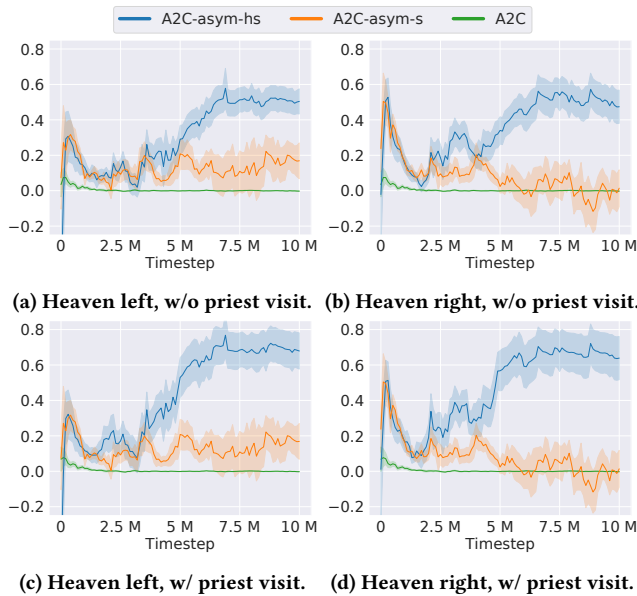 A2C-asym-hs A2C-asym-s A2C
0.8 0.8
0.6 0.6
0.4 0.4
0.2 0.2
0.0 0.0
−0.2 −0.2
0 2.5 M 5 M 7.5 M 10 M 0 2.5 M 5 M 7.5 M 10 M
Timestep Timestep
(a) Heaven left, w/o priest visit. (b) Heaven right, w/o priest visit.
0.8 0.8
0.6 0.6
0.4 0.4
0.2 0.2
0.0 0.0
−0.2 −0.2
0 2.5 M 5 M 7.5 M 10 M 0 2.5 M 5 M 7.5 M 10 M
Timestep Timestep
(c) Heaven left, w/ priest visit. (d) Heaven right, w/ priest visit.